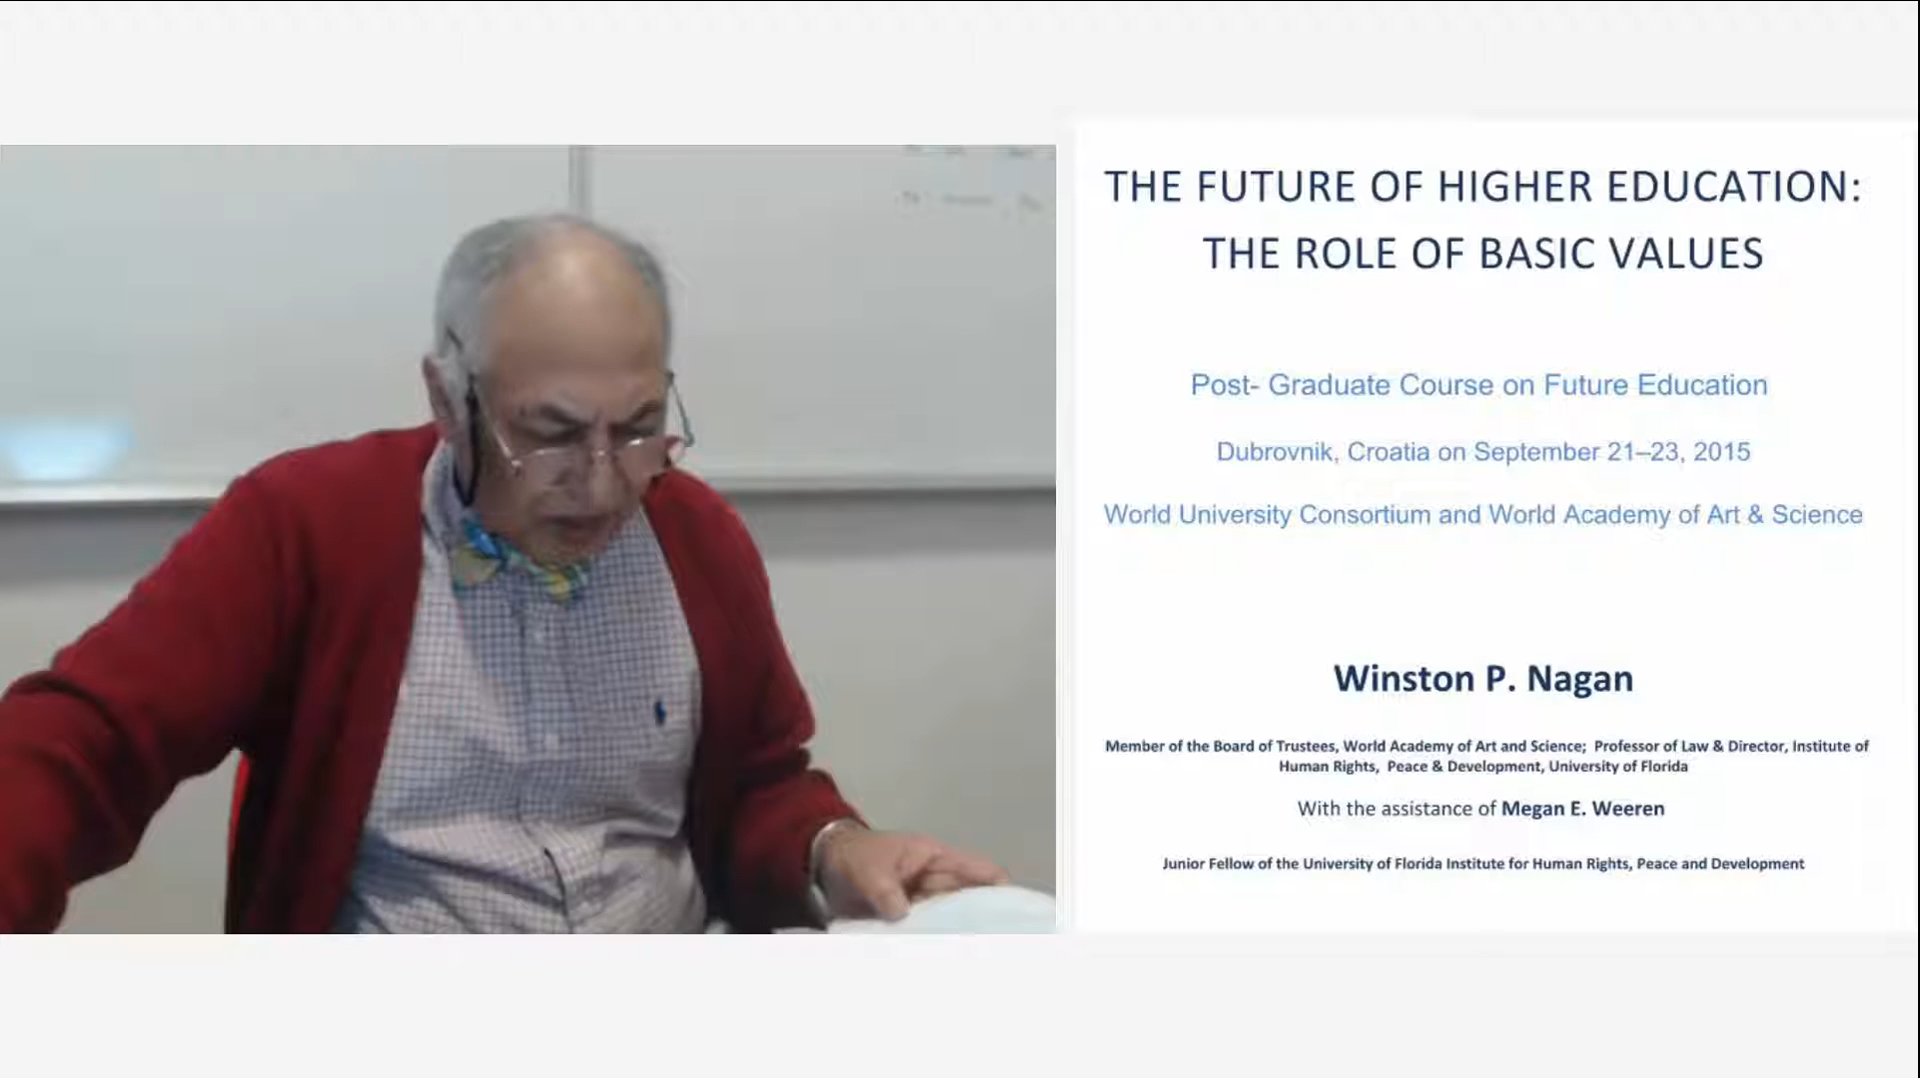 THE FUTURE OF HIGHER EDUCATION:
THE ROLE OF BASIC VALUES
Post- Graduate Course on Future Education
Dubrovnik, Croatia on September 21–23, 2015
World University Consortium and World Academy of Art & Science
Winston P. Nagan
Member of the Board of Trustees, World Academy of Art and Science;  Professor of Law & Director, Institute of
Human Rights,  Peace & Development, University of Florida
With the assistance of Megan E. Weeren
Junior Fellow of the University of Florida Institute for Human Rights, Peace and Development